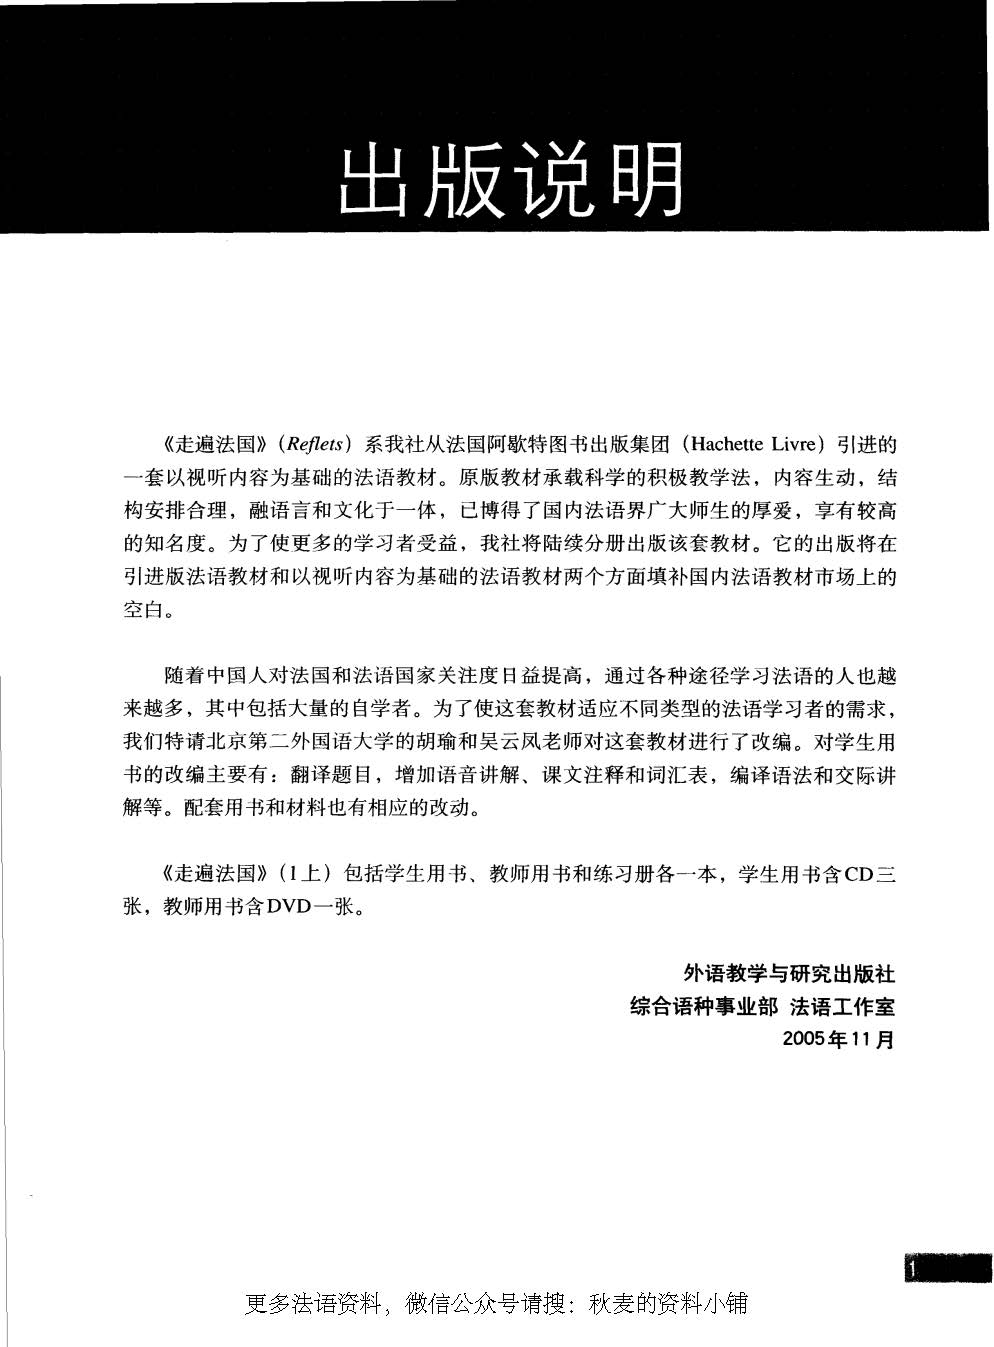 出版说明
《走遍法国》（Reflets）系我社从法国阿歇特图书出版集团（Hachette Livre）引进的
一套以视听内容为基础的法语教材。原版教材承载科学的积极教学法，内容生动，结
构安排合理，融语言和文化于一体，已博得了国内法语界广大师生的厚爱，享有较高
的知名度。为了使更多的学习者受益，我社将陆续分册出版该套教材。它的出版将在
引进版法语教材和以视听内容为基础的法语教材两个方面填补国内法语教材市场上的
空白。
随着中国人对法国和法语国家关注度日益提高，通过各种途径学习法语的人也越
来越多，其中包括大量的自学者。为了使这套教材适应不同类型的法语学习者的需求，
我们特请北京第二外国语大学的胡瑜和吴云凤老师对这套教材进行了改编。对学生用
书的改编主要有：翻译题目，增加语音讲解、课文注释和词汇表，编译语法和交际讲
解等。配套用书和材料也有相应的改动。
《走遍法国》（1上）包括学生用书、教师用书和练习册各一本，学生用书含CD三
张，教师用书含DVD一张。
外语教学与研究出版社
综合语种事业部 法语工作室
2005年11月
1
更多法语资料，微信公众号请搜：秋麦的资料小铺